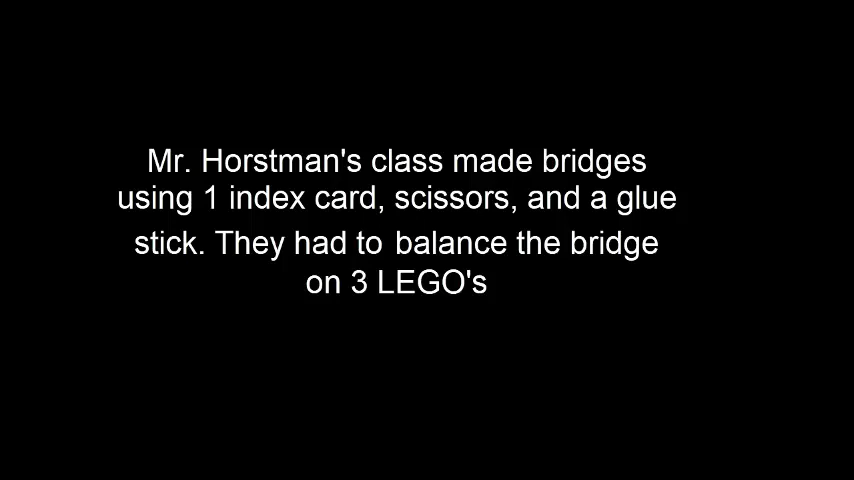 Mr. Horstman's class made bridges
using 1 index card, scissors, and a glue
stick. They had to balance the bridge
on 3 LEGO's